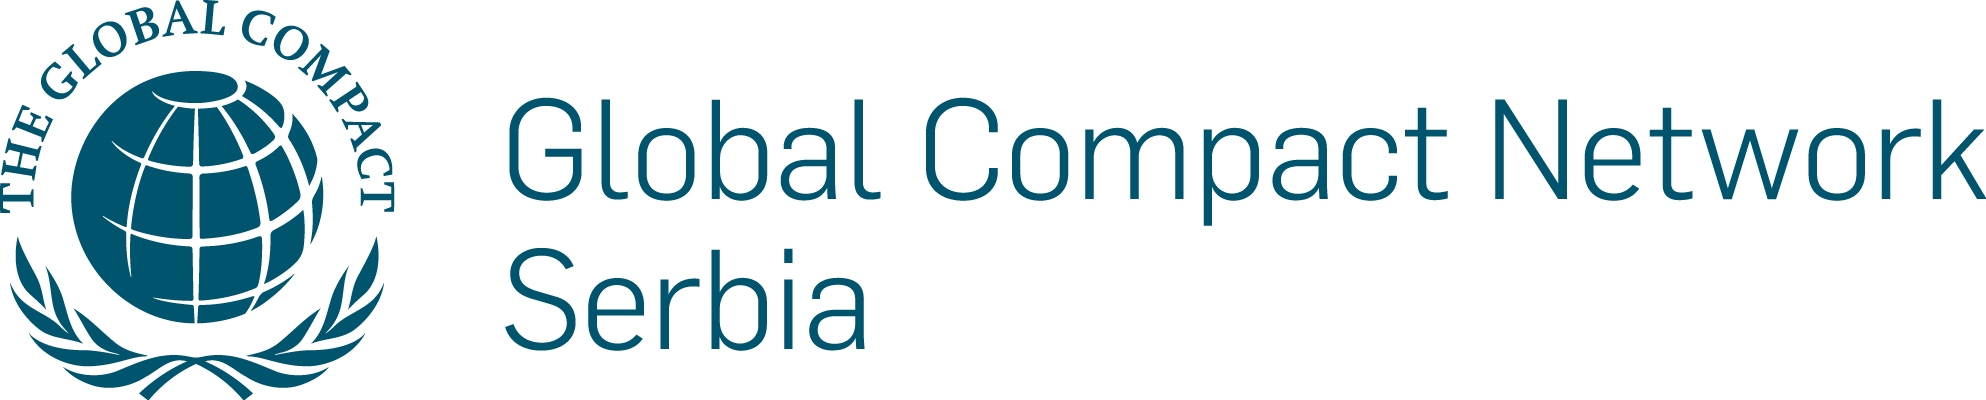 THE GLOBAL COMPACT
Global Compact Network
Serbia